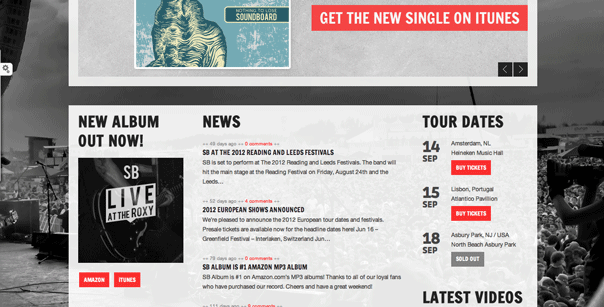 NOTHING TO LOSE
SOUNDBOARD
GET THE NEW SINGLE ON ITUNES
NEW ALBUM
OUT NOW!
SB
LIVE
AT THE ROXY
AMAZON
ITUNES
NEWS
48 days ago ++ 0 comments ++
SB AT THE 2012 READING AND LEEDS FESTIVALS
SB is set to perform at The 2012 Reading and Leeds Festivals. The band will
hit the main stage at the Reading Festival on Friday, August 24th and the
Leeds…
52 days ago ++ 4 comments ++
2012 EUROPEAN SHOWS ANNOUNCED
We're pleased to announce the 2012 European tour dates and festivals.
Presale tickets are available now for the headline dates here! Jun 16 –
Greenfield Festival – Interlaken, Switzerland Jun…
79 days ago ++ 0 comments ++
SB ALBUM IS #1 AMAZON MP3 ALBUM
SB Album is #1 on Amazon.com's MP3 albums! Thanks to all of our loyal fans
who have purchased our record. Cheers and have a great weekend!
111 days ago ++ comments ++
TOUR DATES
14
SEP
Amsterdam, NL
Heineken Music Hall
BUY TICKETS
15
SEP
Lisbon, Portugal
Atlantico Pavillion
BUY TICKETS
18
SEP
Asbury Park, NJ / USA
North Beach Asbury Park
SOLD OUT
LATEST VIDEOS